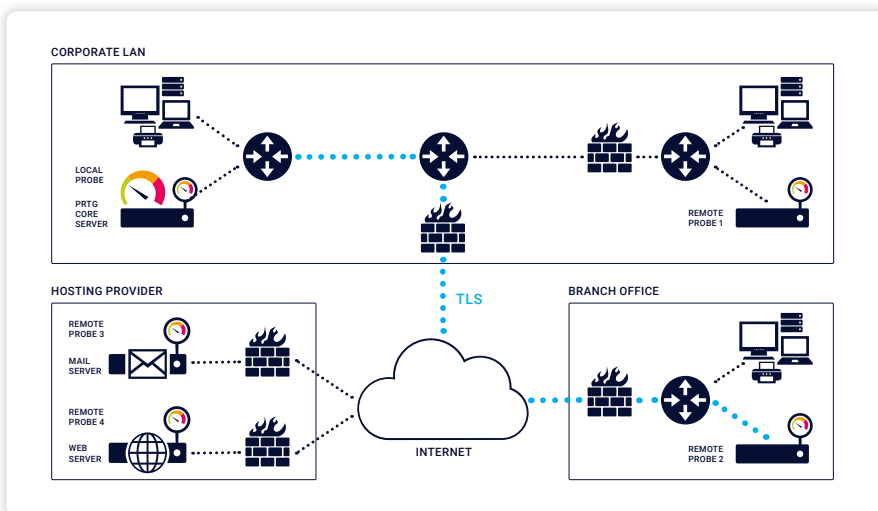 CORPORATE LAN
LOCAL
PROBE
PRTG
CORE
SERVER
REMOTE
PROBE 1
HOSTING PROVIDER
REMOTE
PROBE 3
MAIL
SERVER
REMOTE
PROBE 4
WEB
SERVER
TLS
INTERNET
BRANCH OFFICE
REMOTE
PROBE 2